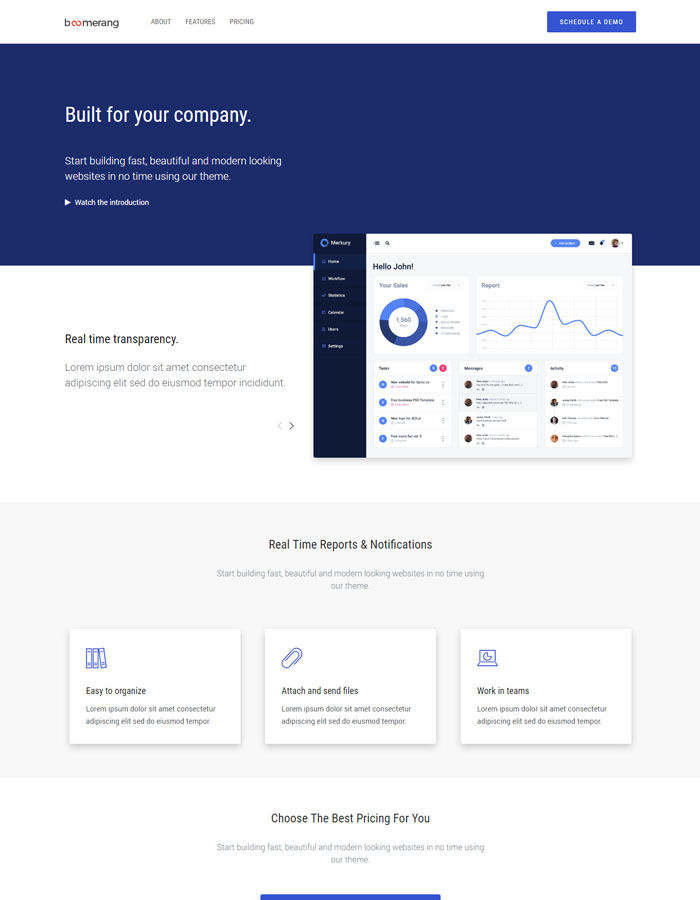 boomerang
ABOUT
FEATURES
PRICING
SCHEDULE A DEMO
Built for your company.
Start building fast, beautiful and modern looking
websites in no time using our theme.
Watch the introduction
Merkury
Home
Workflow
Statistics
Calendar
Users
Settings
Hello John!
Your Sales
1,560
Report
Tasks
Messages
Activity
New website for Symu.co
Free business PSD Template
New logo for JCD.pl
Free Icons Set vol. 3
Real time transparency.
Lorem ipsum dolor sit amet consectetur
adipiscing elit sed do eiusmod tempor incididunt.
Real Time Reports & Notifications
Start building fast, beautiful and modern looking websites in no time using
our theme.
Easy to organize
Lorem ipsum dolor sit amet consectetur
adipiscing elit sed do eiusmod tempor.
Attach and send files
Lorem ipsum dolor sit amet consectetur
adipiscing elit sed do eiusmod tempor.
Work in teams
Lorem ipsum dolor sit amet consectetur
adipiscing elit sed do eiusmod tempor.
Choose The Best Pricing For You
Start building fast, beautiful and modern looking websites in no time using
our theme.